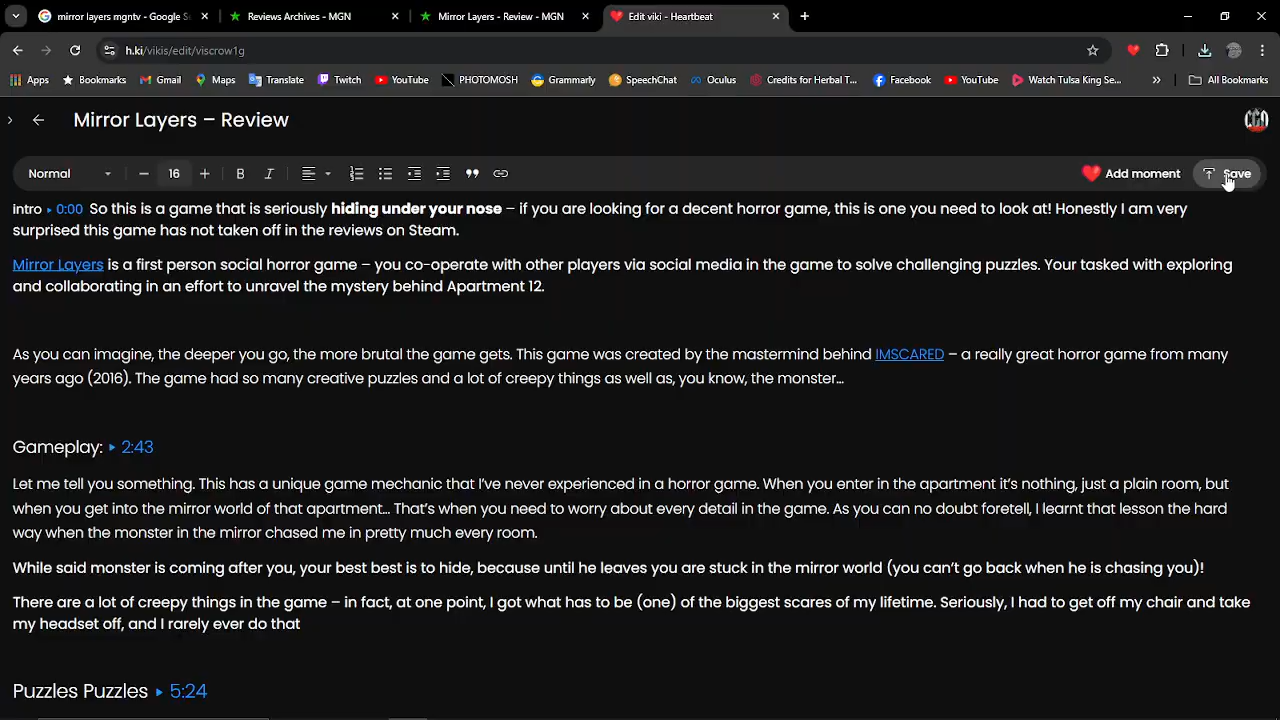 mirror layers mgntv - Google S
Reviews Archives - MGN
Mirror Layers - Review - MGN
Edit viki - Heartbeat
h.ki/vikis/edit/viscrow1g
Apps
Bookmarks
Gmail
Maps
Translate
Twitch
YouTube
PHOTOMOSH
Grammarly
SpeechChat
Oculus
Credits for Herbal T...
Facebook
YouTube
Watch Tulsa King Se...
All Bookmarks
Mirror Layers – Review
Normal
16
B
I
Add moment
Save
intro 0:00 So this is a game that is seriously hiding under your nose – if you are looking for a decent horror game, this is one you need to look at! Honestly I am very
surprised this game has not taken off in the reviews on Steam.
Mirror Layers is a first person social horror game – you co-operate with other players via social media in the game to solve challenging puzzles. Your tasked with exploring
and collaborating in an effort to unravel the mystery behind Apartment 12.
As you can imagine, the deeper you go, the more brutal the game gets. This game was created by the mastermind behind IMSCARED – a really great horror game from many
years ago (2016). The game had so many creative puzzles and a lot of creepy things as well as, you know, the monster…
Gameplay: 2:43
Let me tell you something. This has a unique game mechanic that I’ve never experienced in a horror game. When you enter in the apartment it’s nothing, just a plain room, but
when you get into the mirror world of that apartment… That’s when you need to worry about every detail in the game. As you can no doubt foretell, I learnt that lesson the hard
way when the monster in the mirror chased me in pretty much every room.
While said monster is coming after you, your best best is to hide, because until he leaves you are stuck in the mirror world (you can’t go back when he is chasing you)!
There are a lot of creepy things in the game – in fact, at one point, I got what has to be (one) of the biggest scares of my lifetime. Seriously, I had to get off my chair and take
my headset off, and I rarely ever do that
Puzzles Puzzles 5:24